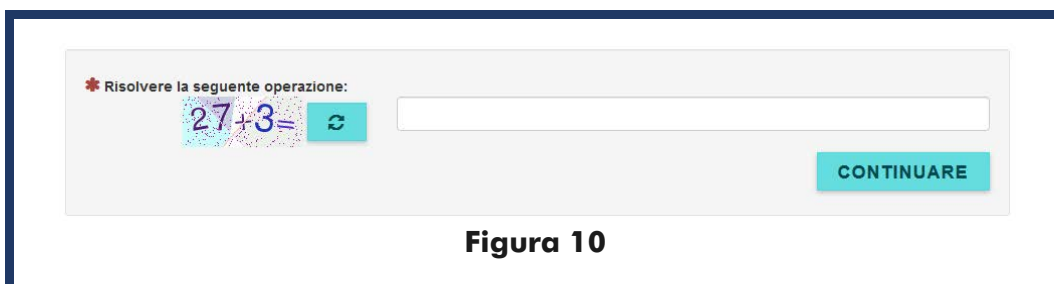 ✱ Risolvere la seguente operazione:
27+3=
CONTINUARE
Figura 10